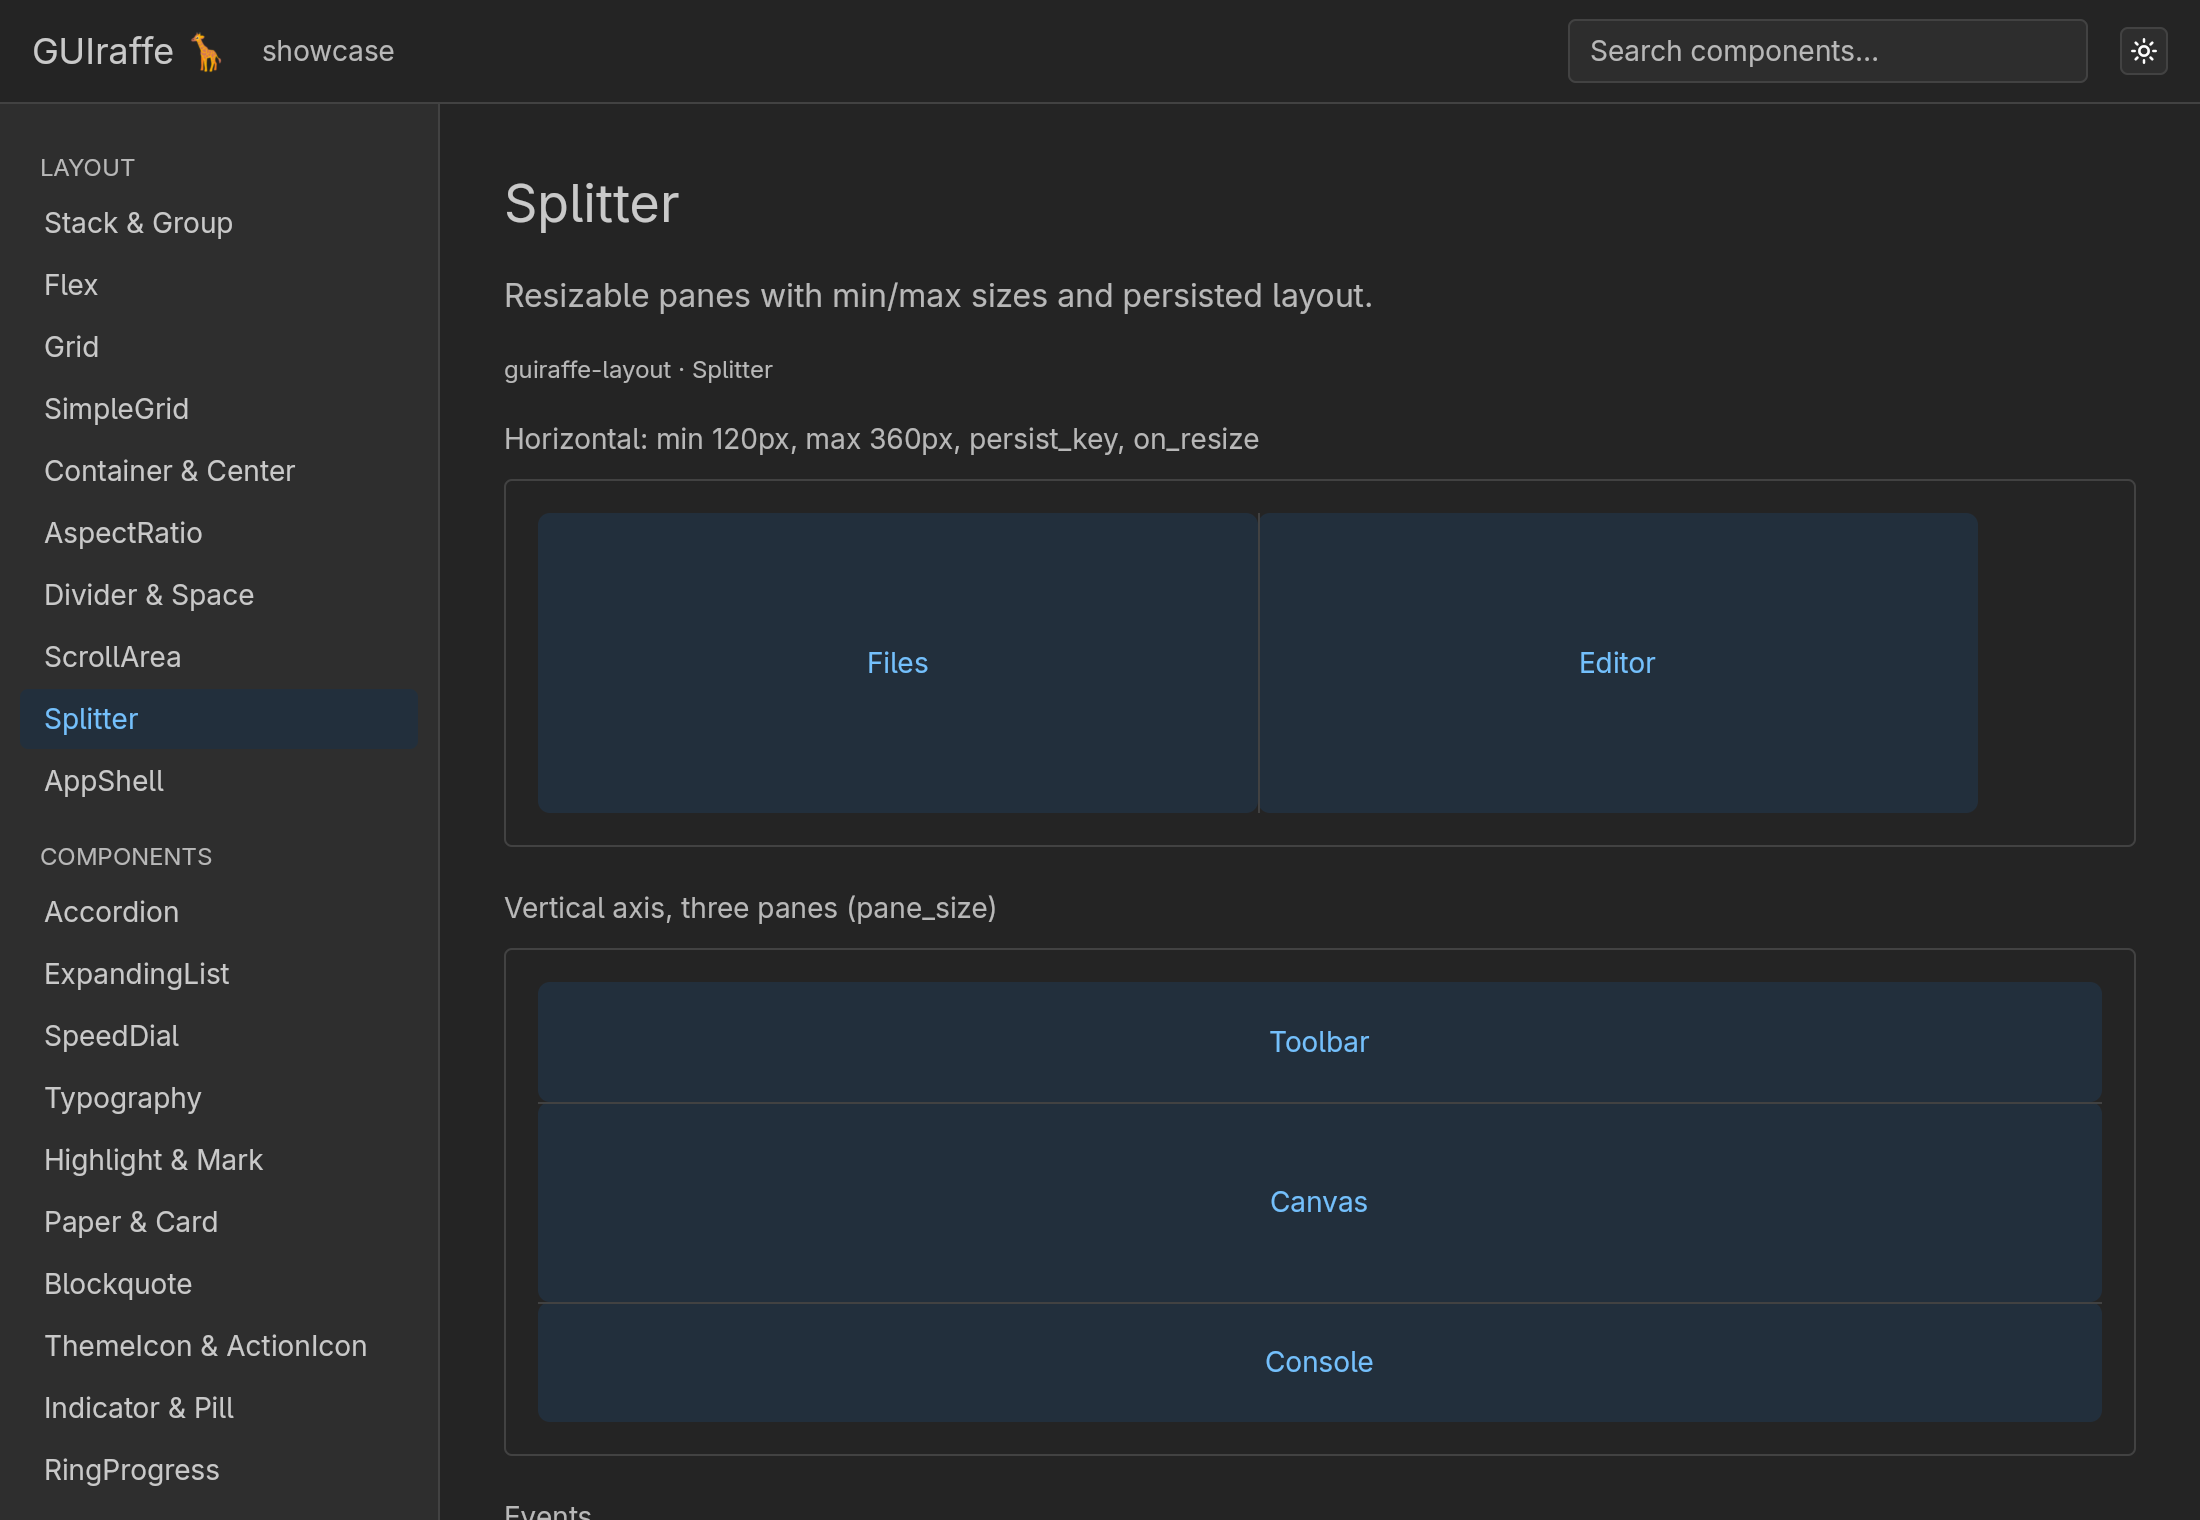 GUIraffe 🦒 showcase
Search components...
LAYOUT
Stack & Group
Flex
Grid
SimpleGrid
Container & Center
AspectRatio
Divider & Space
ScrollArea
Splitter
AppShell
COMPONENTS
Accordion
ExpandingList
SpeedDial
Typography
Highlight & Mark
Paper & Card
Blockquote
ThemeIcon & ActionIcon
Indicator & Pill
RingProgress
Splitter
Resizable panes with min/max sizes and persisted layout.
guiraffe-layout · Splitter
Horizontal: min 120px, max 360px, persist_key, on_resize
Files
Editor
Vertical axis, three panes (pane_size)
Toolbar
Canvas
Console
Events